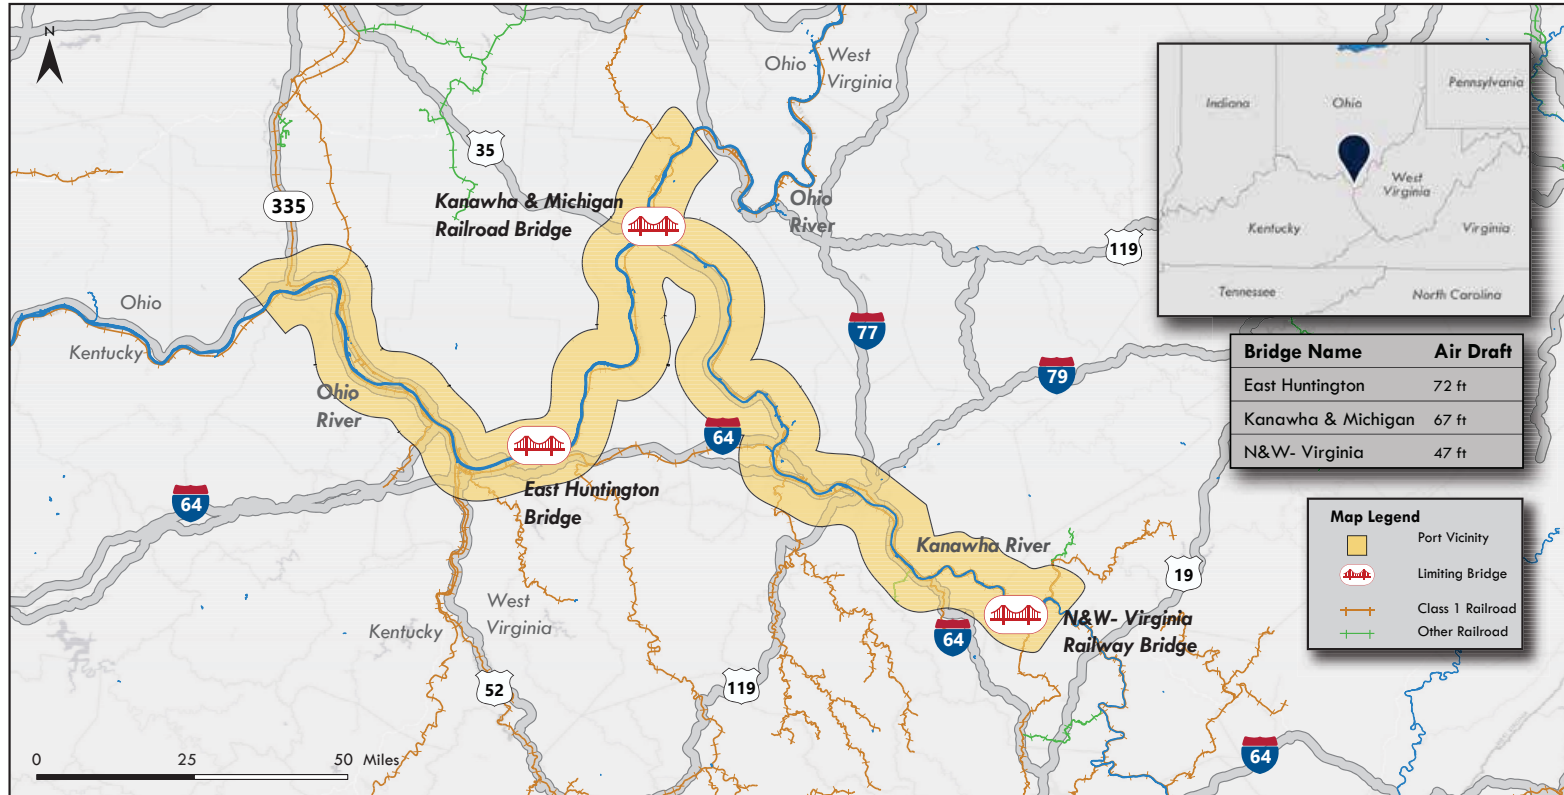 N
Ohio
West
Virginia
35
335
Kanawha & Michigan
Railroad Bridge
Ohio
River
119
77
79
Ohio
Kentucky
Ohio
River
64
64
East Huntington
Bridge
Kanawha River
19
N&W- Virginia
Railway Bridge
64
West
Virginia
Kentucky
52
119
64
0 25 50 Miles
Indiana
Ohio
Pennsylvania
West
Virginia
Kentucky
Virginia
Tennessee
North Carolina
Bridge Name Air Draft
East Huntington 72 ft
Kanawha & Michigan 67 ft
N&W- Virginia 47 ft
Map Legend
Port Vicinity
Limiting Bridge
Class 1 Railroad
Other Railroad